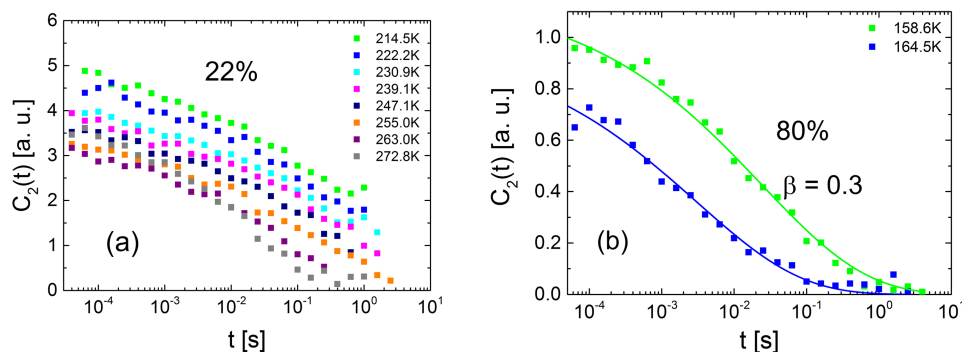 6
5
4
3
2
1
0
C₂(t) [a. u.]
22%
214.5K
222.2K
230.9K
239.1K
247.1K
255.0K
263.0K
272.8K
(a)
10⁻⁴ 10⁻³ 10⁻² 10⁻¹ 10⁰ 10¹
t [s]
1.0
0.8
0.6
0.4
0.2
0.0
C₂(t) [a. u.]
158.6K
164.5K
80%
β = 0.3
(b)
10⁻⁴ 10⁻³ 10⁻² 10⁻¹ 10⁰ 10¹
t [s]